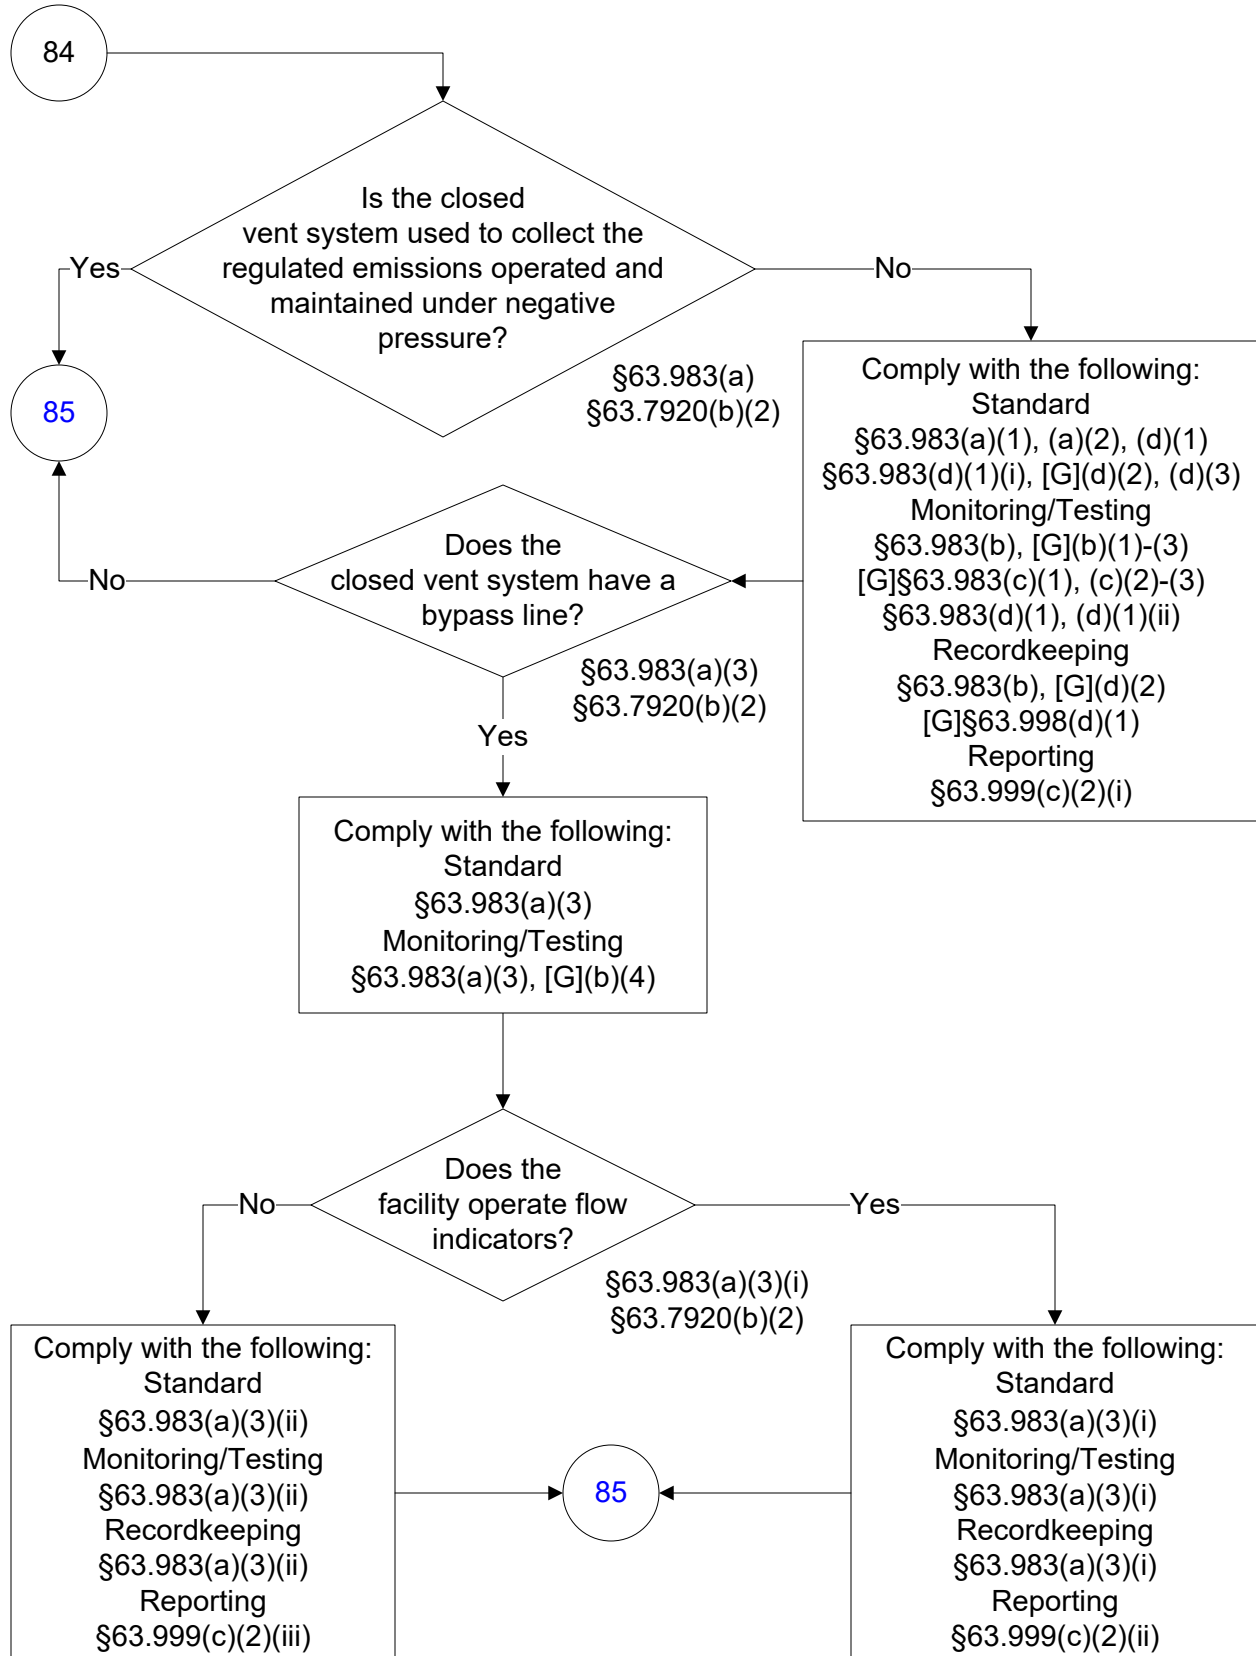 84
Is the closed
vent system used to collect the
regulated emissions operated and
maintained under negative
pressure?
Yes
No
§63.983(a)
§63.7920(b)(2)
85
Comply with the following:
Standard
§63.983(a)(1), (a)(2), (d)(1)
§63.983(d)(1)(i), [G](d)(2), (d)(3)
Monitoring/Testing
§63.983(b), [G](b)(1)-(3)
[G]§63.983(c)(1), (c)(2)-(3)
§63.983(d)(1), (d)(1)(ii)
Recordkeeping
§63.983(b), [G](d)(2)
[G]§63.998(d)(1)
Reporting
§63.999(c)(2)(i)
Does the
closed vent system have a
bypass line?
No
§63.983(a)(3)
§63.7920(b)(2)
Yes
Comply with the following:
Standard
§63.983(a)(3)
Monitoring/Testing
§63.983(a)(3), [G](b)(4)
Does the
facility operate flow
indicators?
No
Yes
§63.983(a)(3)(i)
§63.7920(b)(2)
Comply with the following:
Standard
§63.983(a)(3)(ii)
Monitoring/Testing
§63.983(a)(3)(ii)
Recordkeeping
§63.983(a)(3)(ii)
Reporting
§63.999(c)(2)(iii)
85
Comply with the following:
Standard
§63.983(a)(3)(i)
Monitoring/Testing
§63.983(a)(3)(i)
Recordkeeping
§63.983(a)(3)(i)
Reporting
§63.999(c)(2)(ii)